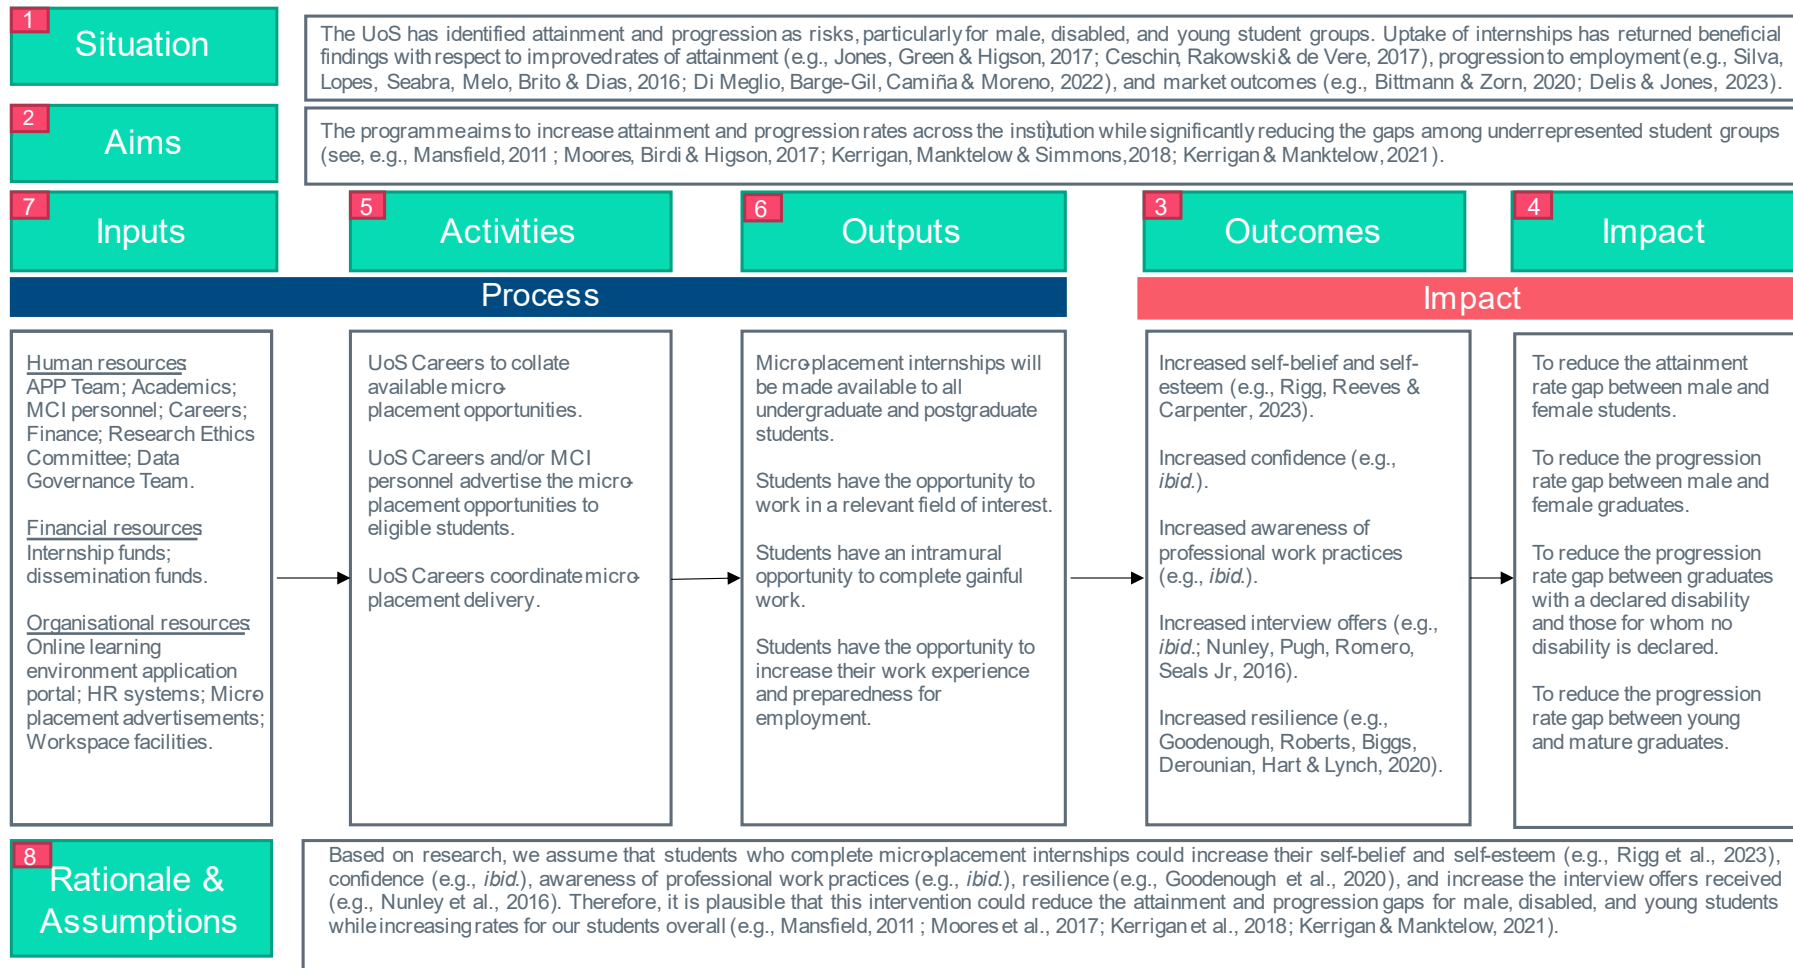 1
Situation
The UoS has identified attainment and progression as risks, particularly for male, disabled, and young student groups. Uptake of internships has returned beneficial
findings with respect to improved rates of attainment (e.g., Jones, Green & Higson, 2017; Ceschin, Rakowski & de Vere, 2017), progression to employment (e.g., Silva,
Lopes, Seabra, Melo, Brito & Dias, 2016; Di Meglio, Barge-Gil, Camiña & Moreno, 2022), and market outcomes (e.g., Bittmann & Zorn, 2020; Delis & Jones, 2023).
2
Aims
The programme aims to increase attainment and progression rates across the institution while significantly reducing the gaps among underrepresented student groups
(see, e.g., Mansfield, 2011; Moores, Birdi & Higson, 2017; Kerrigan, Manktelow & Simmons, 2018; Kerrigan & Manktelow, 2021).
7
Inputs
5
Activities
6
Outputs
3
Outcomes
4
Impact
Process
Impact
Human resources:
APP Team; Academics;
MCI personnel; Careers;
Finance; Research Ethics
Committee; Data
Governance Team.
Financial resources:
Internship funds;
dissemination funds.
Organisational resources:
Online learning
environment application
portal; HR systems; Micro-
placement advertisements;
Workspace facilities.
UoS Careers to collate
available micro-
placement opportunities.
UoS Careers and/or MCI
personnel advertise the micro-
placement opportunities to
eligible students.
UoS Careers coordinate micro-
placement delivery.
Micro-placement internships will
be made available to all
undergraduate and postgraduate
students.
Students have the opportunity to
work in a relevant field of interest.
Students have an intramural
opportunity to complete gainful
work.
Students have the opportunity to
increase their work experience
and preparedness for
employment.
Increased self-belief and self-
esteem (e.g., Rigg, Reeves &
Carpenter, 2023).
Increased confidence (e.g.,
ibid.).
Increased awareness of
professional work practices
(e.g., ibid.).
Increased interview offers (e.g.,
ibid.; Nunley, Pugh, Romero,
Seals Jr, 2016).
Increased resilience (e.g.,
Goodenough, Roberts, Biggs,
Derounian, Hart & Lynch, 2020).
To reduce the attainment
rate gap between male and
female students.
To reduce the progression
rate gap between male and
female graduates.
To reduce the progression
rate gap between graduates
with a declared disability
and those for whom no
disability is declared.
To reduce the progression
rate gap between young
and mature graduates.
8
Rationale &
Assumptions
Based on research, we assume that students who complete micro-placement internships could increase their self-belief and self-esteem (e.g., Rigg et al., 2023),
confidence (e.g., ibid.), awareness of professional work practices (e.g., ibid.), resilience (e.g., Goodenough et al., 2020), and increase the interview offers received
(e.g., Nunley et al., 2016). Therefore, it is plausible that this intervention could reduce the attainment and progression gaps for male, disabled, and young students
while increasing rates for our students overall (e.g., Mansfield, 2011; Moores et al., 2017; Kerrigan et al., 2018; Kerrigan & Manktelow, 2021).